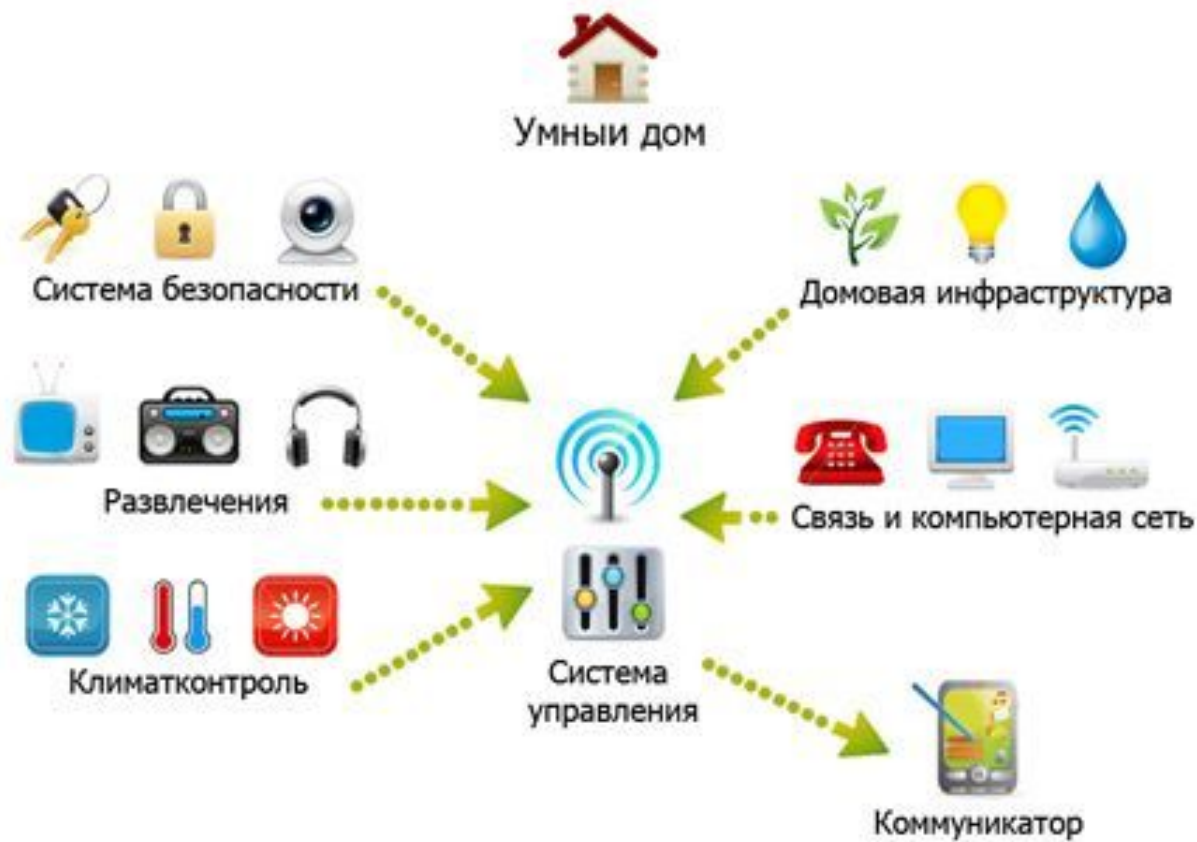 Умныи дом
Система безопасности
Домовая инфраструктура
Развлечения
Связь и компьютерная сеть
Климатконтроль
Система
управления
Коммуникатор